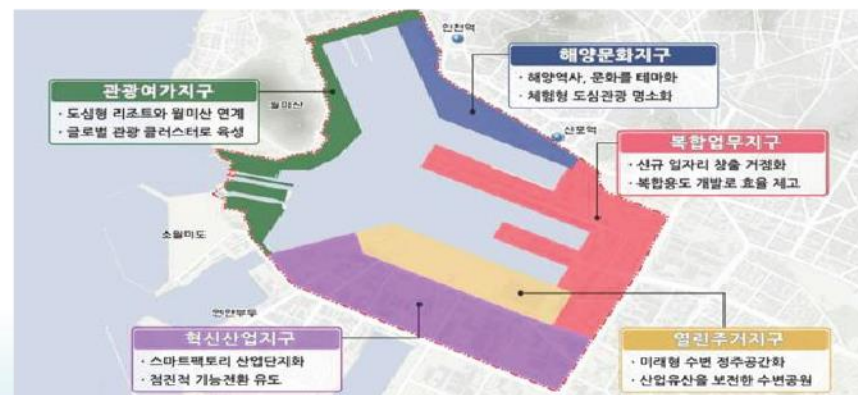 인천역
해양문화지구
· 해양역사, 문화를 테마화
· 체험형 도심관광 명소화
관광여가지구
· 도심형 리조트와 월미산 연계
· 글로벌 관광 클러스터로 육성
월미산
신포역
복합업무지구
· 신규 일자리 창출 거점화
· 복합용도 개발로 효율 제고
소월미도
연안부두
혁신산업지구
· 스마트팩토리 산업단지화
· 점진적 기능전환 유도
열린주거지구
· 미래형 수변 정주공간화
· 산업유산을 보전한 수변공원